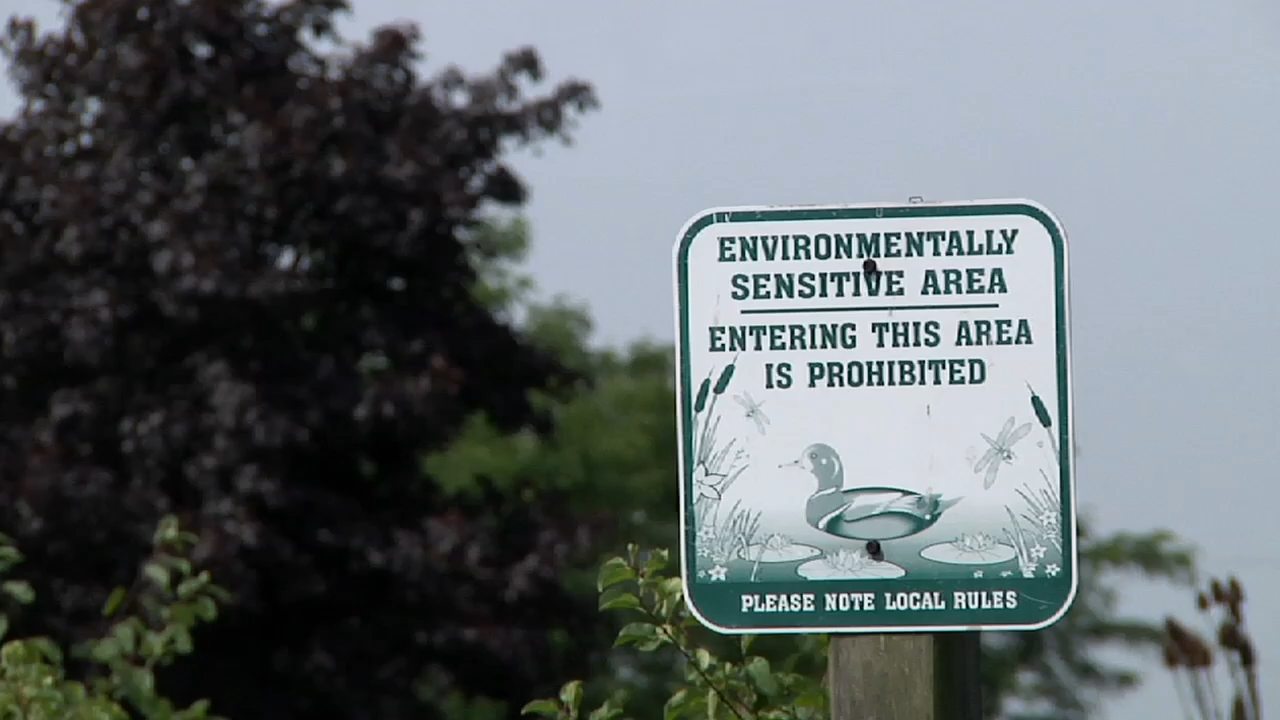 ENVIRONMENTALLY
SENSITIVE AREA
ENTERING THIS AREA
IS PROHIBITED
PLEASE NOTE LOCAL RULES